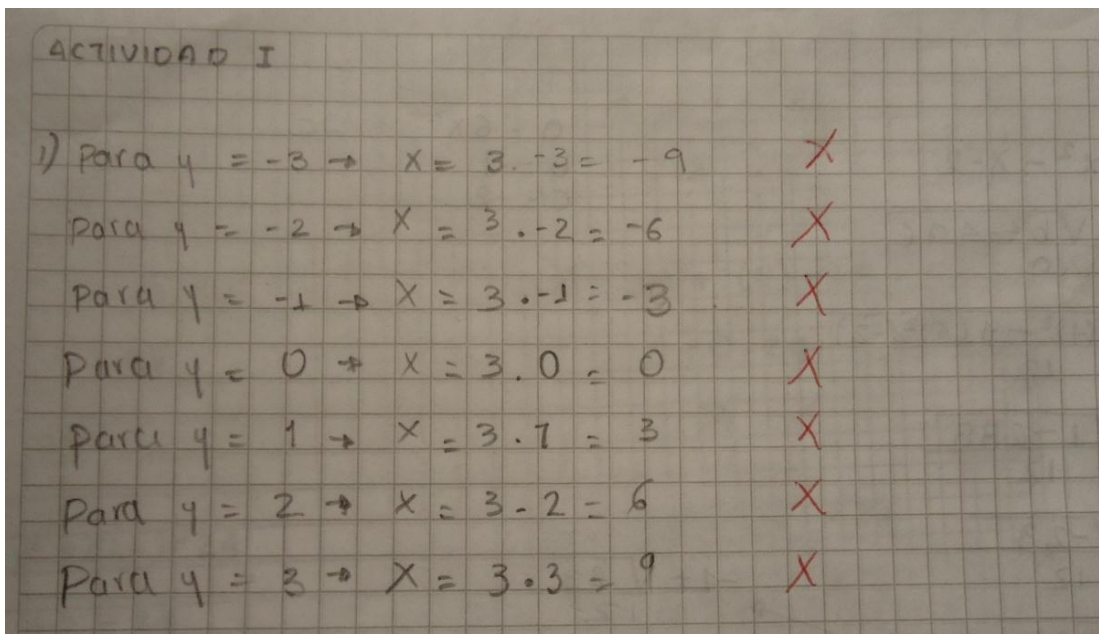 ACTIVIDAD I
1) Para y = -3 → X = 3 . -3 = -9 X
Para y = -2 → X = 3 . -2 = -6 X
Para y = -1 → X = 3 . -1 = -3 X
Para y = 0 → X = 3 . 0 = 0 X
Para y = 1 → X = 3 . 1 = 3 X
Para y = 2 → X = 3 - 2 = 6 X
Para y = 3 → X = 3 . 3 = 9 X